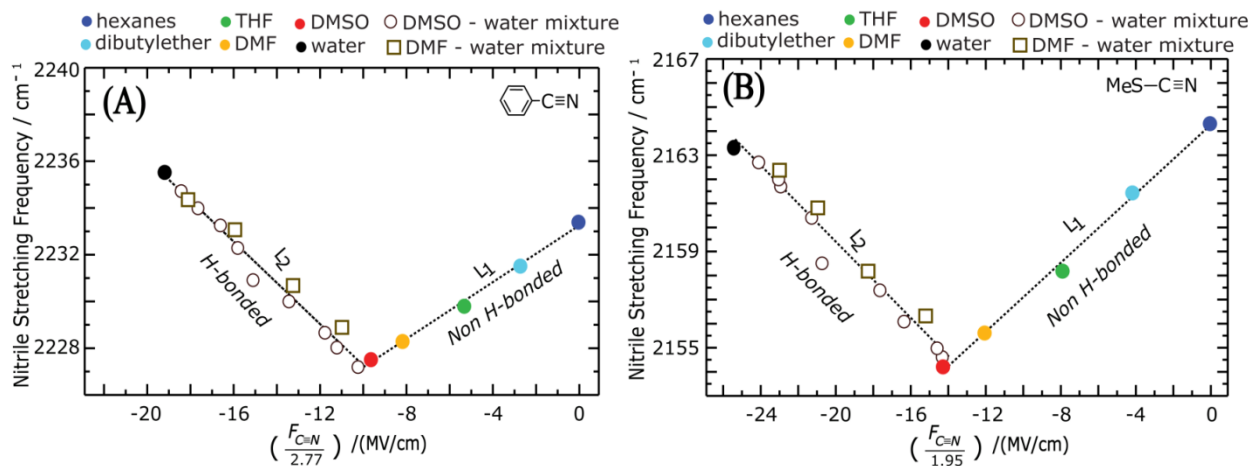 hexanes THF DMSO DMSO - water mixture
dibutylether DMF water DMF - water mixture
(A)
C≡N
Nitrile Stretching Frequency / cm⁻¹
2240
2236
2232
2228
L2
H-bonded
L1
Non H-bonded
-20 -16 -12 -8 -4 0
(F_C≡N / 2.77) /(MV/cm)
hexanes THF DMSO DMSO - water mixture
dibutylether DMF water DMF - water mixture
(B)
MeS-C≡N
Nitrile Stretching Frequency / cm⁻¹
2167
2163
2159
2155
L2
H-bonded
L1
Non H-bonded
-24 -20 -16 -12 -8 -4 0
(F_C≡N / 1.95) /(MV/cm)